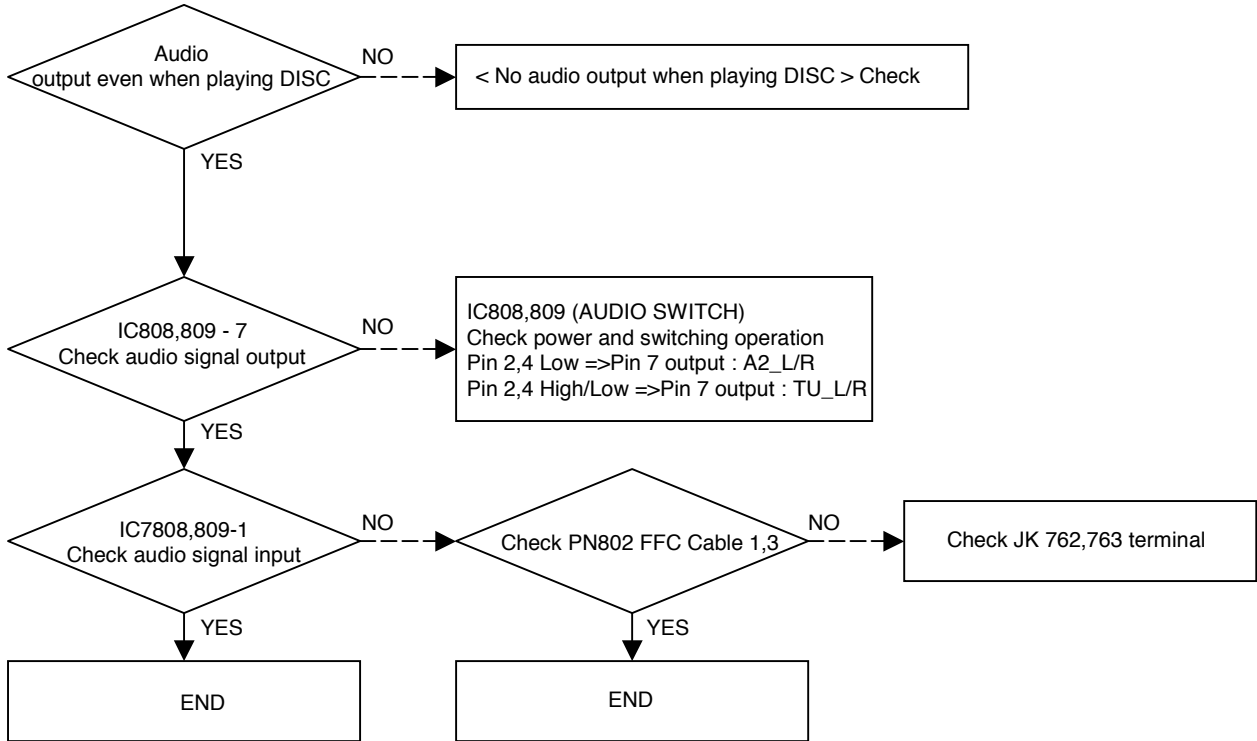 Audio
output even when playing DISC
NO
< No audio output when playing DISC > Check
YES
IC808,809 - 7
Check audio signal output
NO
IC808,809 (AUDIO SWITCH)
Check power and switching operation
Pin 2,4 Low =>Pin 7 output : A2_L/R
Pin 2,4 High/Low =>Pin 7 output : TU_L/R
YES
IC7808,809-1
Check audio signal input
NO
Check PN802 FFC Cable 1,3
NO
Check JK 762,763 terminal
YES
YES
END
END